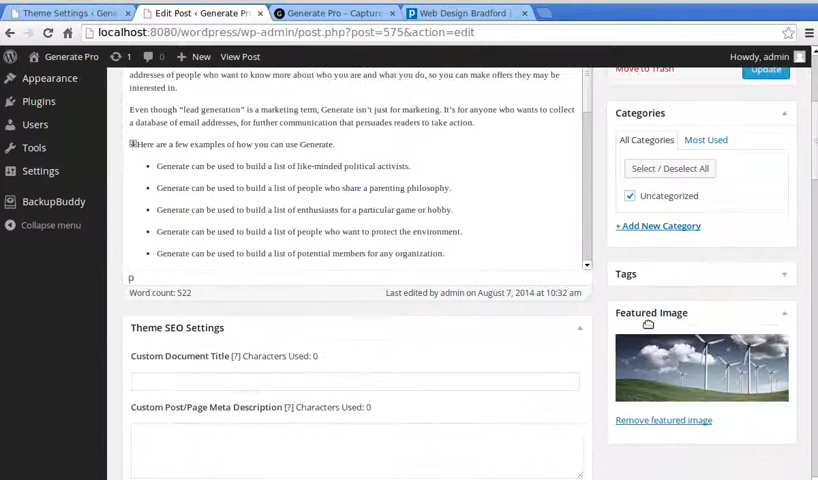 Theme Settings ‹ Gene
Edit Post ‹ Generate Pr
Generate Pro – Capture
Web Design Bradford |
localhost:8080/wordpress/wp-admin/post.php?post=575&action=edit
Generate Pro
1
0
New
View Post
Howdy, admin
Appearance
Plugins
Users
Tools
Settings
BackupBuddy
Collapse menu
addresses of people who want to know more about who you are and what you do, so you can make offers they may be
interested in.
Even though “lead generation” is a marketing term, Generate isn’t just for marketing. It’s for anyone who wants to collect
a database of email addresses, for further communication that persuades readers to take action.
Here are a few examples of how you can use Generate.
• Generate can be used to build a list of like-minded political activists.
• Generate can be used to build a list of people who share a parenting philosophy.
• Generate can be used to build a list of enthusiasts for a particular game or hobby.
• Generate can be used to build a list of people who want to protect the environment.
• Generate can be used to build a list of potential members for any organization.
p
Word count: 522
Last edited by admin on August 7, 2014 at 10:32 am
Theme SEO Settings
Custom Document Title [?] Characters Used: 0
Custom Post/Page Meta Description [?] Characters Used: 0
Move to Trash
Update
Categories
All Categories
Most Used
Select / Deselect All
Uncategorized
+ Add New Category
Tags
Featured Image
Remove featured image